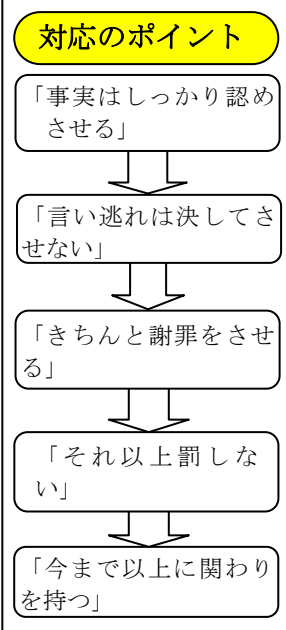 対応のポイント
「事実はしっかり認め
させる」
「言い逃れは決してさ
せない」
「きちんと謝罪をさせ
る」
「それ以上罰しな
い」
「今まで以上に関わり
を持つ」